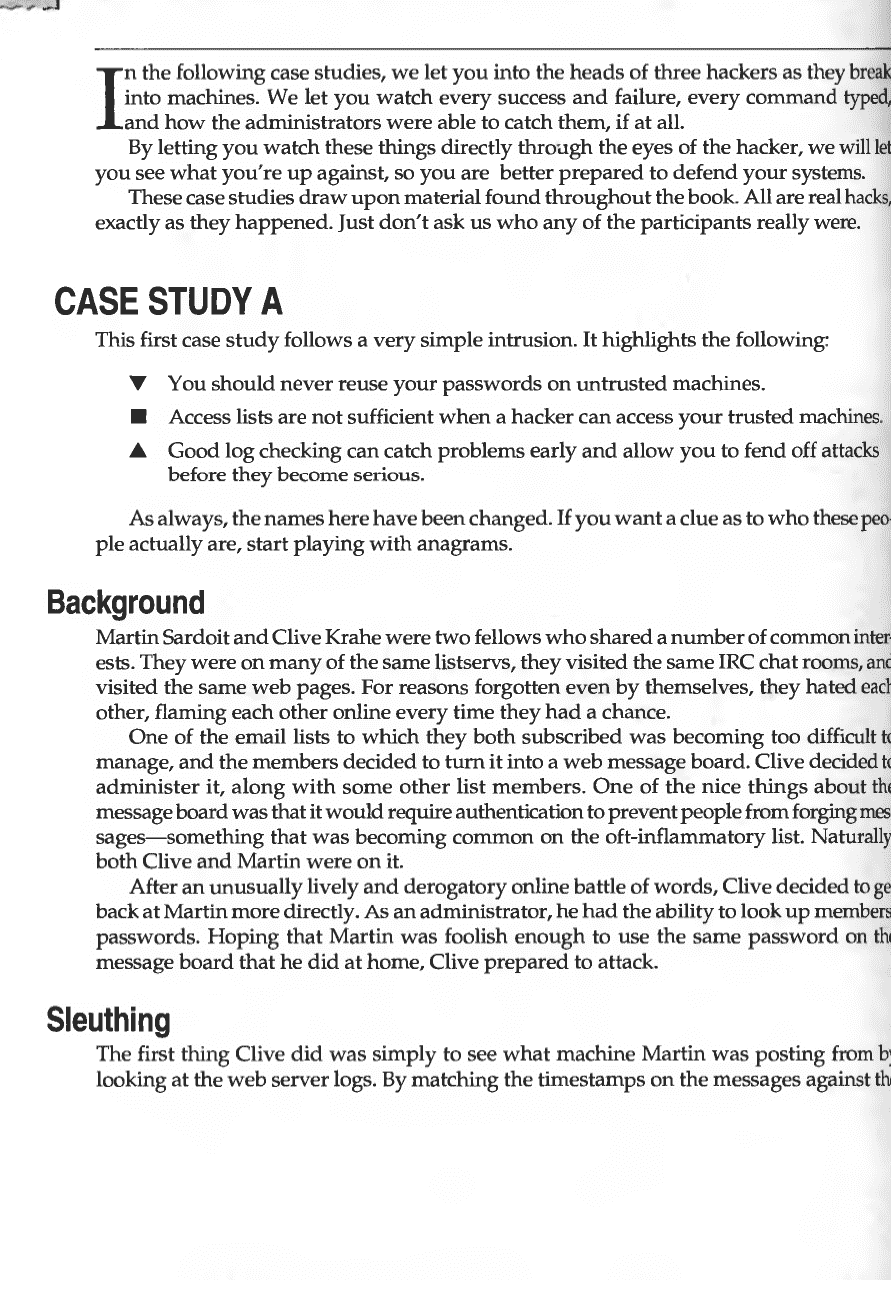 In the following case studies, we let you into the heads of three hackers as they break
into machines. We let you watch every success and failure, every command typed,
and how the administrators were able to catch them, if at all.
By letting you watch these things directly through the eyes of the hacker, we will let
you see what you're up against, so you are better prepared to defend your systems.
These case studies draw upon material found throughout the book. All are real hacks,
exactly as they happened. Just don't ask us who any of the participants really were.
CASE STUDY A
This first case study follows a very simple intrusion. It highlights the following:
▼ You should never reuse your passwords on untrusted machines.
■ Access lists are not sufficient when a hacker can access your trusted machines.
▲ Good log checking can catch problems early and allow you to fend off attacks
before they become serious.
As always, the names here have been changed. If you want a clue as to who these peo-
ple actually are, start playing with anagrams.
Background
Martin Sardoit and Clive Krahe were two fellows who shared a number of common inter-
ests. They were on many of the same listservs, they visited the same IRC chat rooms, and
visited the same web pages. For reasons forgotten even by themselves, they hated each
other, flaming each other online every time they had a chance.
One of the email lists to which they both subscribed was becoming too difficult to
manage, and the members decided to turn it into a web message board. Clive decided to
administer it, along with some other list members. One of the nice things about the
message board was that it would require authentication to prevent people from forging mes
sages—something that was becoming common on the oft-inflammatory list. Naturally
both Clive and Martin were on it.
After an unusually lively and derogatory online battle of words, Clive decided to ge
back at Martin more directly. As an administrator, he had the ability to look up members
passwords. Hoping that Martin was foolish enough to use the same password on the
message board that he did at home, Clive prepared to attack.
Sleuthing
The first thing Clive did was simply to see what machine Martin was posting from by
looking at the web server logs. By matching the timestamps on the messages against the